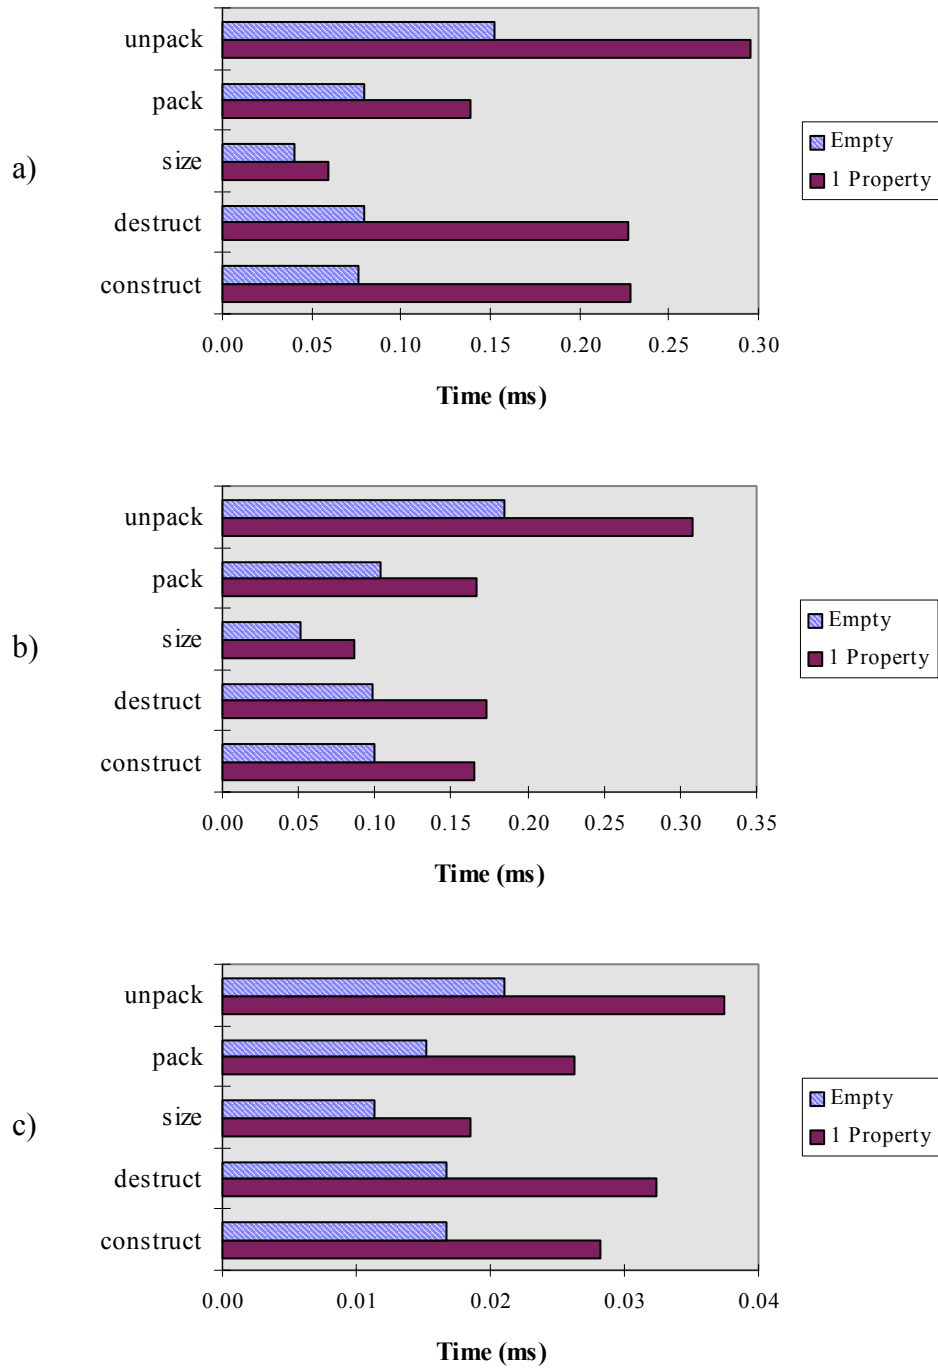 a)
unpack
pack
size
destruct
construct
0.00 0.05 0.10 0.15 0.20 0.25 0.30
Time (ms)
Empty
1 Property
b)
unpack
pack
size
destruct
construct
0.00 0.05 0.10 0.15 0.20 0.25 0.30 0.35
Time (ms)
Empty
1 Property
c)
unpack
pack
size
destruct
construct
0.00 0.01 0.02 0.03 0.04
Time (ms)
Empty
1 Property